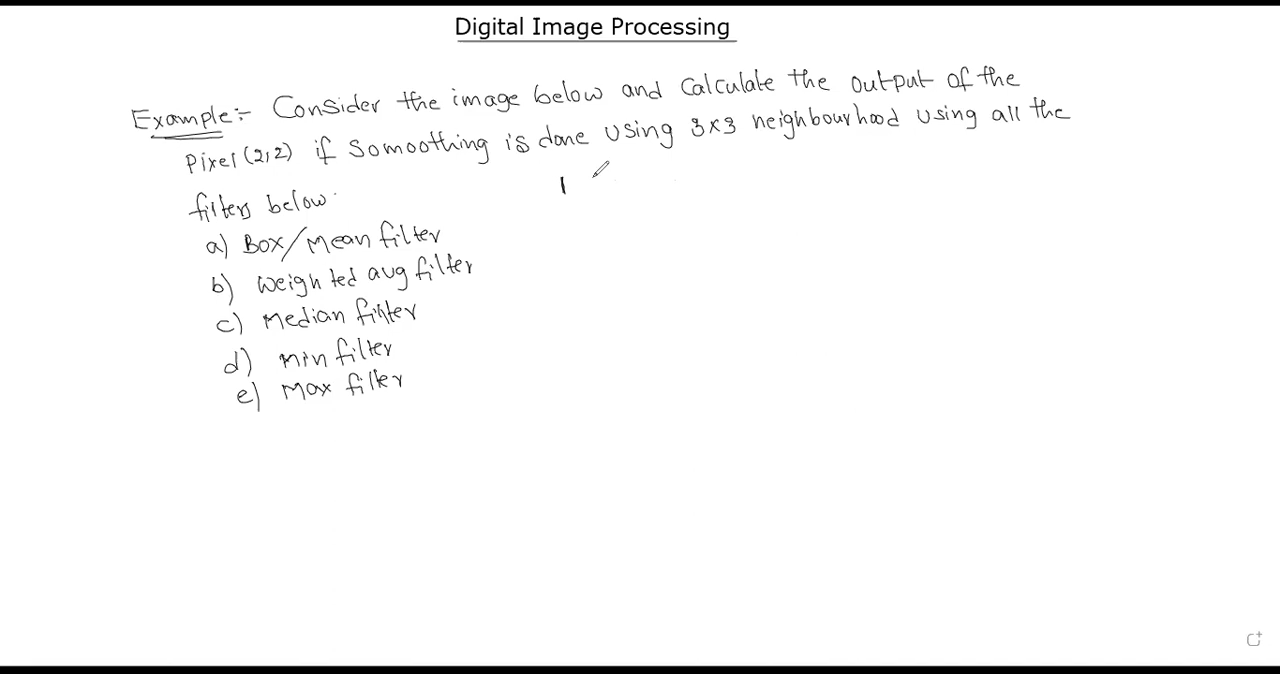 Digital Image Processing
Example:- Consider the image below and Calculate the output of the
Pixel (2,2) if Somoothing is done using 3x3 neighbourhood using all the
filters below.
1
a) Box/Mean filter
b) Weighted avg filter
c) Median filter
d) Min filter
e) Max filter